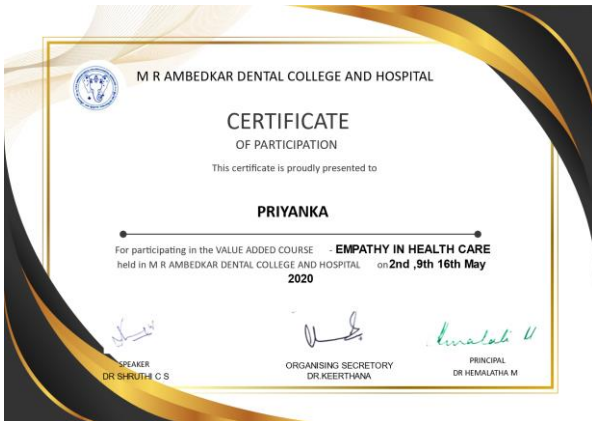 M R AMBEDKAR DENTAL COLLEGE AND HOSPITAL
CERTIFICATE
OF PARTICIPATION
This certificate is proudly presented to
PRIYANKA
For participating in the VALUE ADDED COURSE - EMPATHY IN HEALTH CARE
held in M R AMBEDKAR DENTAL COLLEGE AND HOSPITAL on 2nd ,9th 16th May
2020
SPEAKER
DR SHRUTHI C S
ORGANISING SECRETORY
DR.KEERTHANA
PRINCIPAL
DR HEMALATHA M